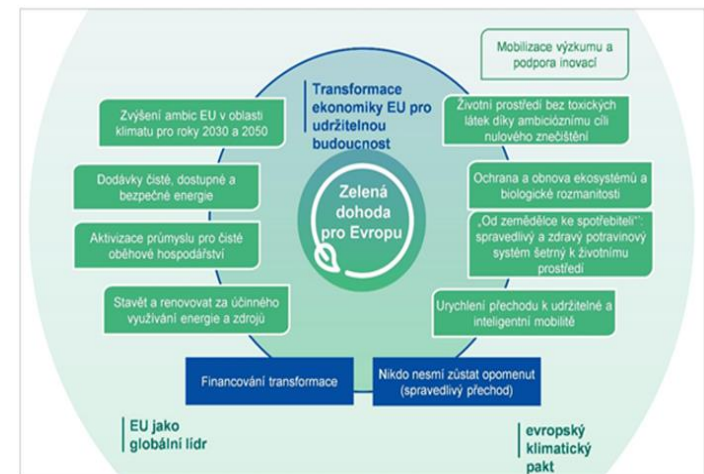 Mobilizace výzkumu a
podpora inovací
Transformace
ekonomiky EU pro
udržitelnou
budoucnost
Zvýšení ambic EU v oblasti
klimatu pro roky 2030 a 2050
Životní prostředí bez toxických
látek díky ambicióznímu cíli
nulového znečištění
Dodávky čisté, dostupné a
bezpečné energie
Ochrana a obnova ekosystémů a
biologické rozmanitosti
Zelená
dohoda
pro Evropu
Aktivizace průmyslu pro čisté
oběhové hospodářství
„Od zemědělce ke spotřebiteli“:
spravedlivý a zdravý potravinový
systém šetrný k životnímu
prostředí
Stavět a renovovat za účinného
využívání energie a zdrojů
Urychlení přechodu k udržitelné a
inteligentní mobilitě
Financování transformace
Nikdo nesmí zůstat opomenut
(spravedlivý přechod)
EU jako
globální lídr
evropský
klimatický
pakt